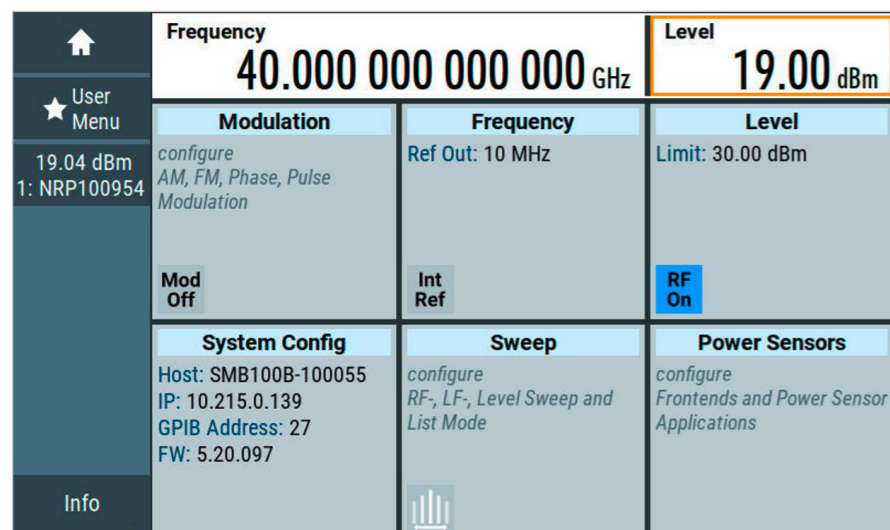 Frequency
40.000 000 000 000 GHz
Level
19.00 dBm
User
Menu
19.04 dBm
1: NRP100954
Info
Modulation
configure
AM, FM, Phase, Pulse
Modulation
Mod
Off
Frequency
Ref Out: 10 MHz
Int
Ref
Level
Limit: 30.00 dBm
RF
On
System Config
Host: SMB100B-100055
IP: 10.215.0.139
GPIB Address: 27
FW: 5.20.097
Sweep
configure
RF-, LF-, Level Sweep and
List Mode
Power Sensors
configure
Frontends and Power Sensor
Applications